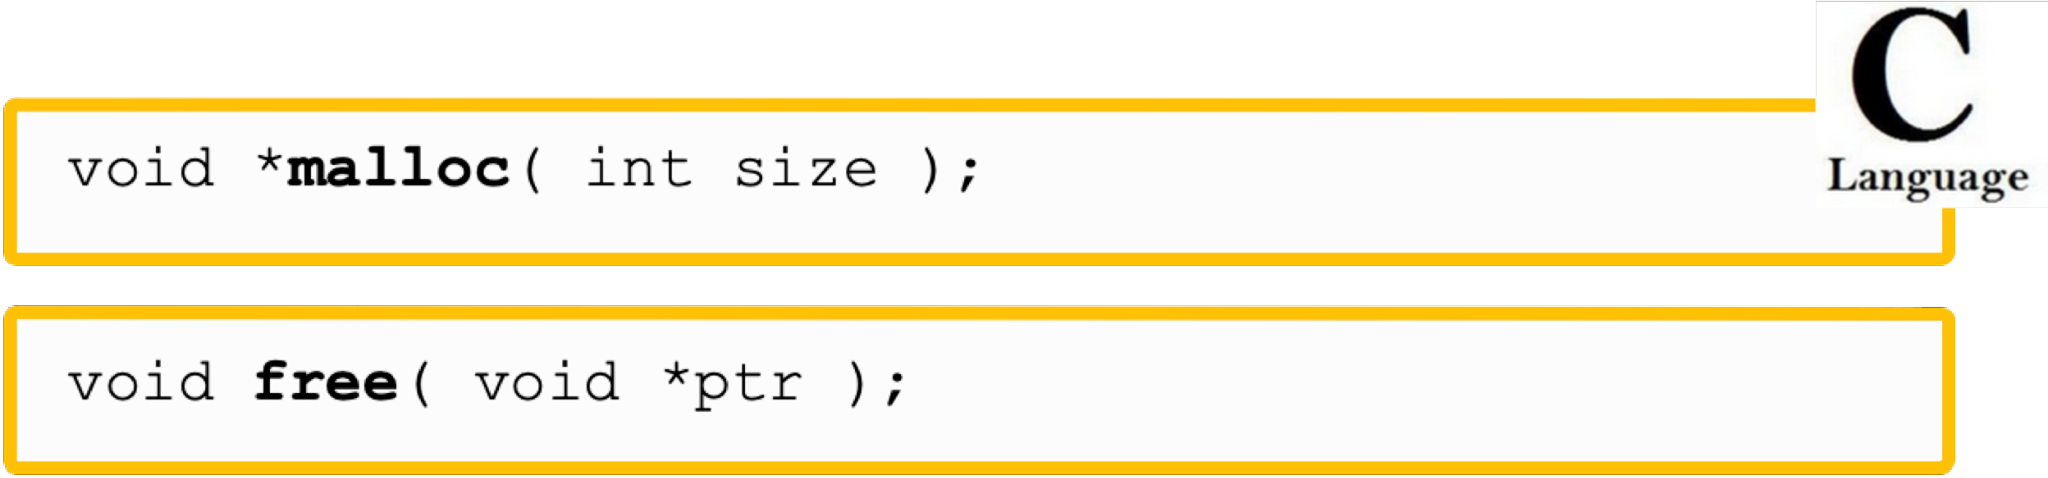 C
Language
void *malloc( int size );
void free( void *ptr );